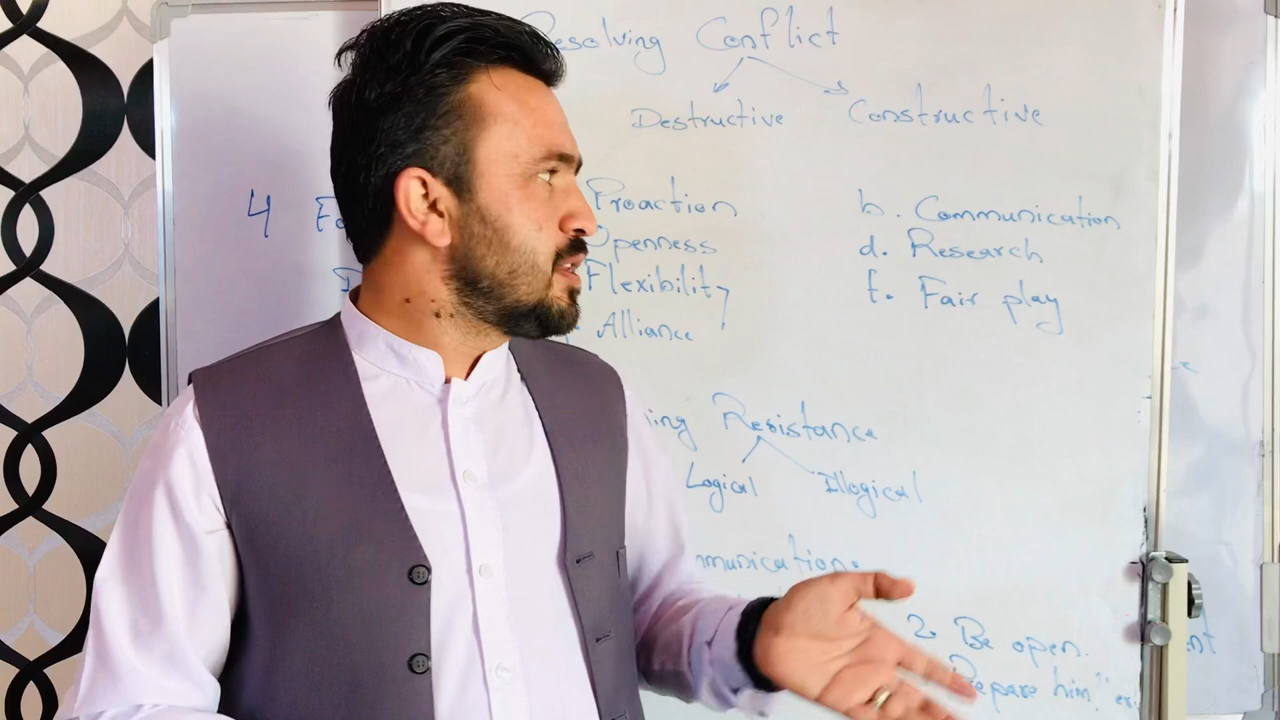 Resolving Conflict
Destructive Constructive
4 Proaction b. Communication
Openness d. Research
Flexibility f. Fair play
Alliance
ing Resistance
Logical Illogical
mmunication:
2. Be open.
Prepare him/er